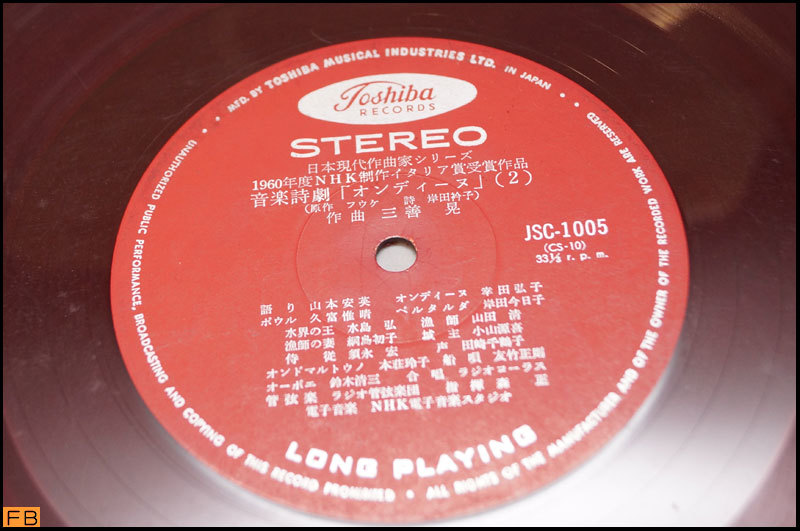 MFD. BY TOSHIBA MUSICAL INDUSTRIES LTD. IN JAPAN
Toshiba
RECORDS
STEREO
日本現代作曲家シリーズ
1960年度NHK制作イタリア賞受賞作品
音楽詩劇「オンディーヌ」(2)
(原作 フウケ 詩 岸田衿子)
作曲 三善 晃
JSC-1005
(CS-10)
33⅓ r. p. m.
語り 山本安英 オンディーヌ 幸田弘子
ポウル 久富惟晴 ベルタルダ 岸田今日子
水界の王 水島 弘 漁師 山田 清
漁師の妻 綱島初子 城主 小山源喜
侍従 須永 宏 声 田崎千鶴子
オンドマルトウノ 本荘玲子 船唄 友竹正則
オーボエ 鈴木清三 合唱 ラジオコーラス
管弦楽 ラジオ管弦楽団 指揮 森 正
電子音楽 NHK電子音楽スタジオ
LONG PLAYING
UNAUTHORIZED PUBLIC PERFORMANCE, BROADCASTING AND COPYING OF THIS RECORD PROHIBITED • ALL RIGHTS OF THE MANUFACTURER AND OF THE OWNER OF THE RECORDED WORK ARE RESERVED
FB